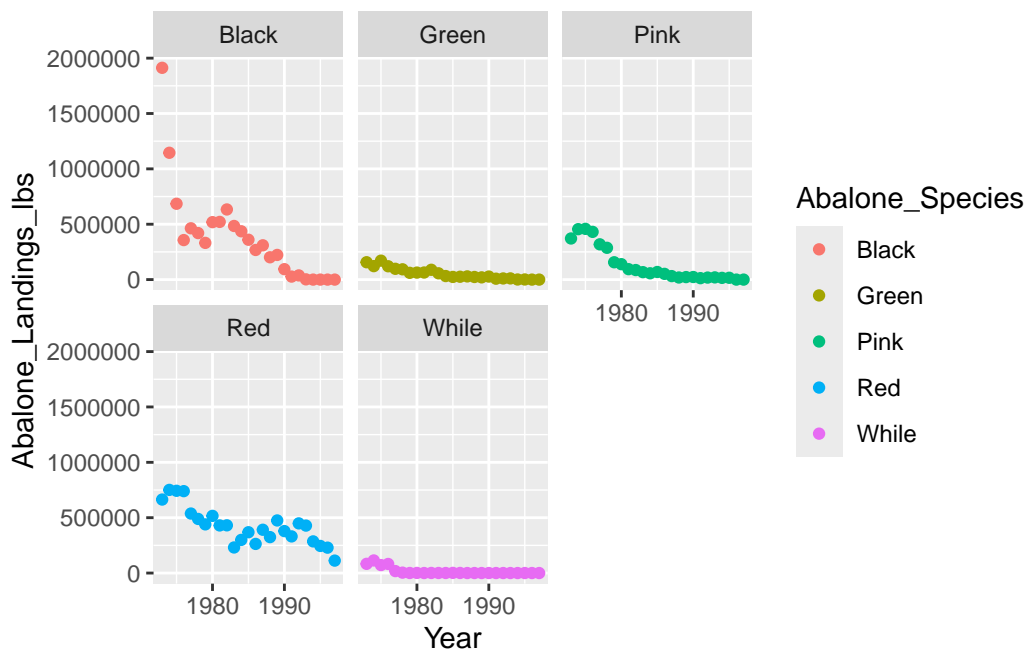 Black
Green
Pink
2000000
1500000
1000000
500000
0
1980
1990
Red
While
2000000
1500000
1000000
500000
0
1980
1990
1980
1990
Year
Abalone_Landings_lbs
Abalone_Species
Black
Green
Pink
Red
While